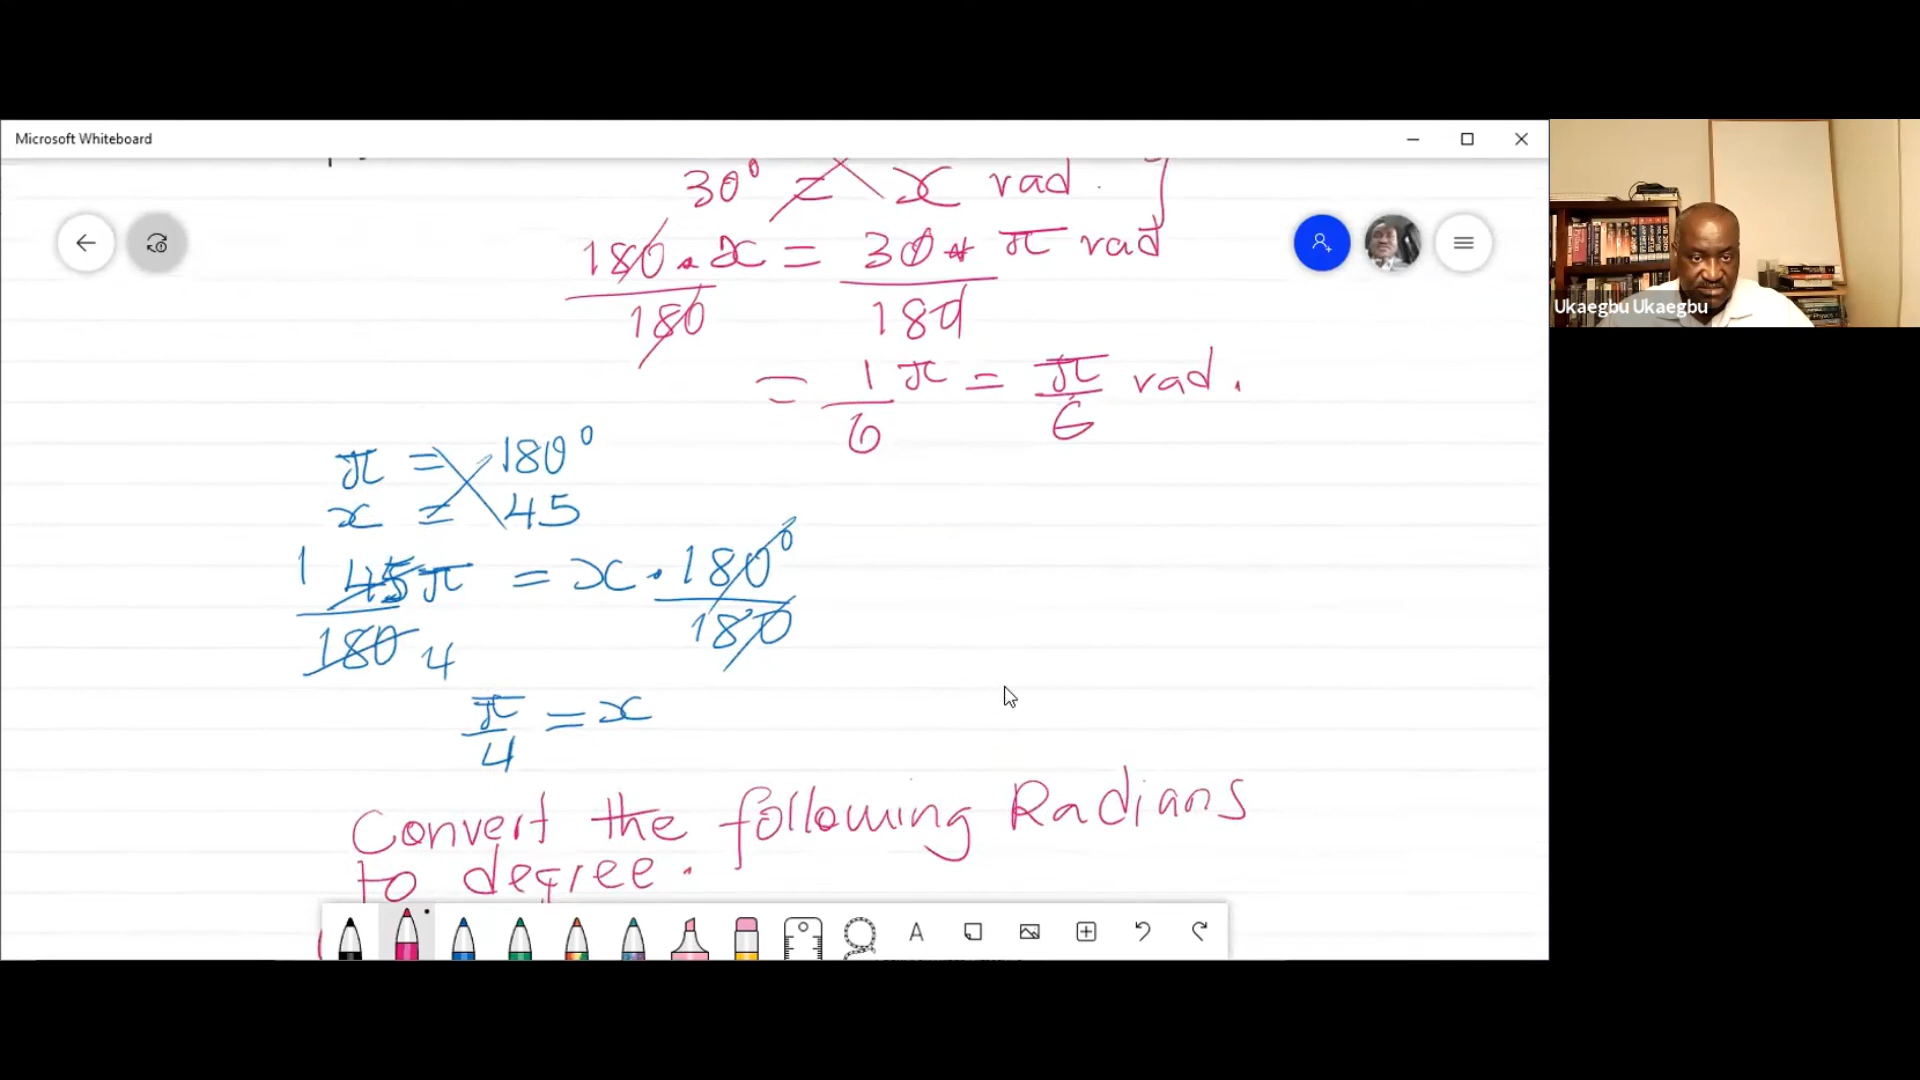 Microsoft Whiteboard
30° = x rad.
180 . x = 30 * π rad
180 180
= 1 π = π rad.
6 6
π = 180°
x = 45
1 45π = x . 180°
180 4 180
π = x
4
Convert the following Radians
to degree.
Ukaegbu Ukaegbu
A